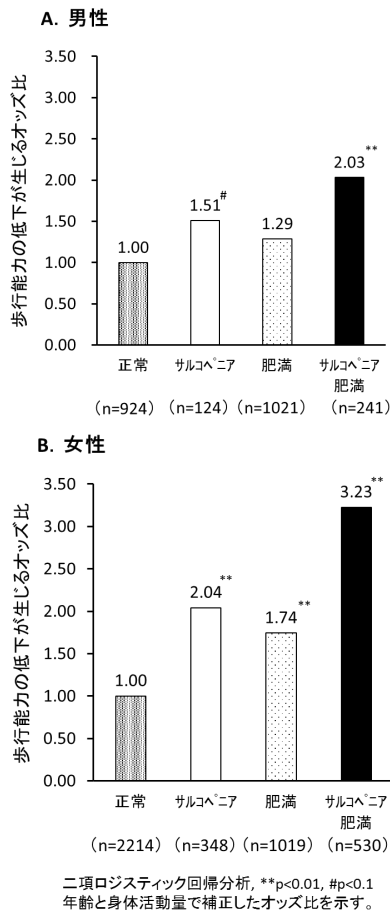 A. 男性
歩行能力の低下が生じるオッズ比
3.50
3.00
2.50
2.00
1.50
1.00
0.50
0.00
1.00
1.51#
1.29
2.03**
正常 サルコペニア 肥満 サルコペニア
肥満
（n=924）（n=124）（n=1021）（n=241）
B. 女性
歩行能力の低下が生じるオッズ比
3.50
3.00
2.50
2.00
1.50
1.00
0.50
0.00
1.00
2.04**
1.74**
3.23**
正常 サルコペニア 肥満 サルコペニア
肥満
（n=2214）（n=348）（n=1019）（n=530）
二項ロジスティック回帰分析, **p<0.01, #p<0.1
年齢と身体活動量で補正したオッズ比を示す。